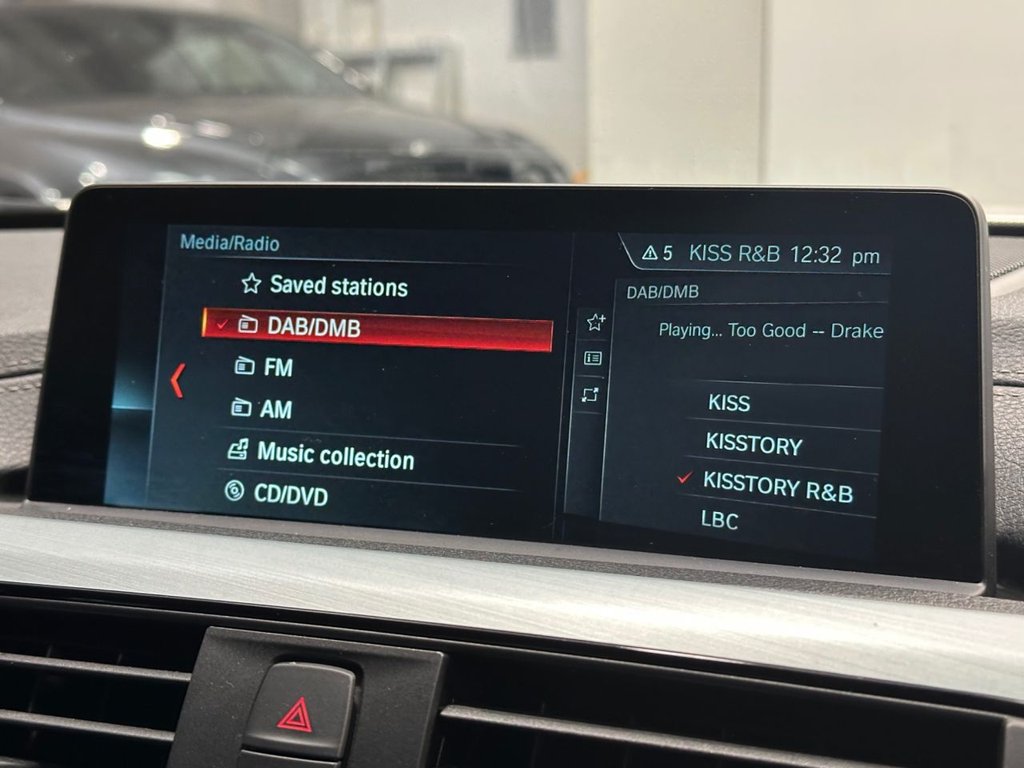 Media/Radio
Saved stations
DAB/DMB
FM
AM
Music collection
CD/DVD
5 KISS R&B 12:32 pm
DAB/DMB
Playing... Too Good -- Drake
KISS
KISSTORY
KISSTORY R&B
LBC